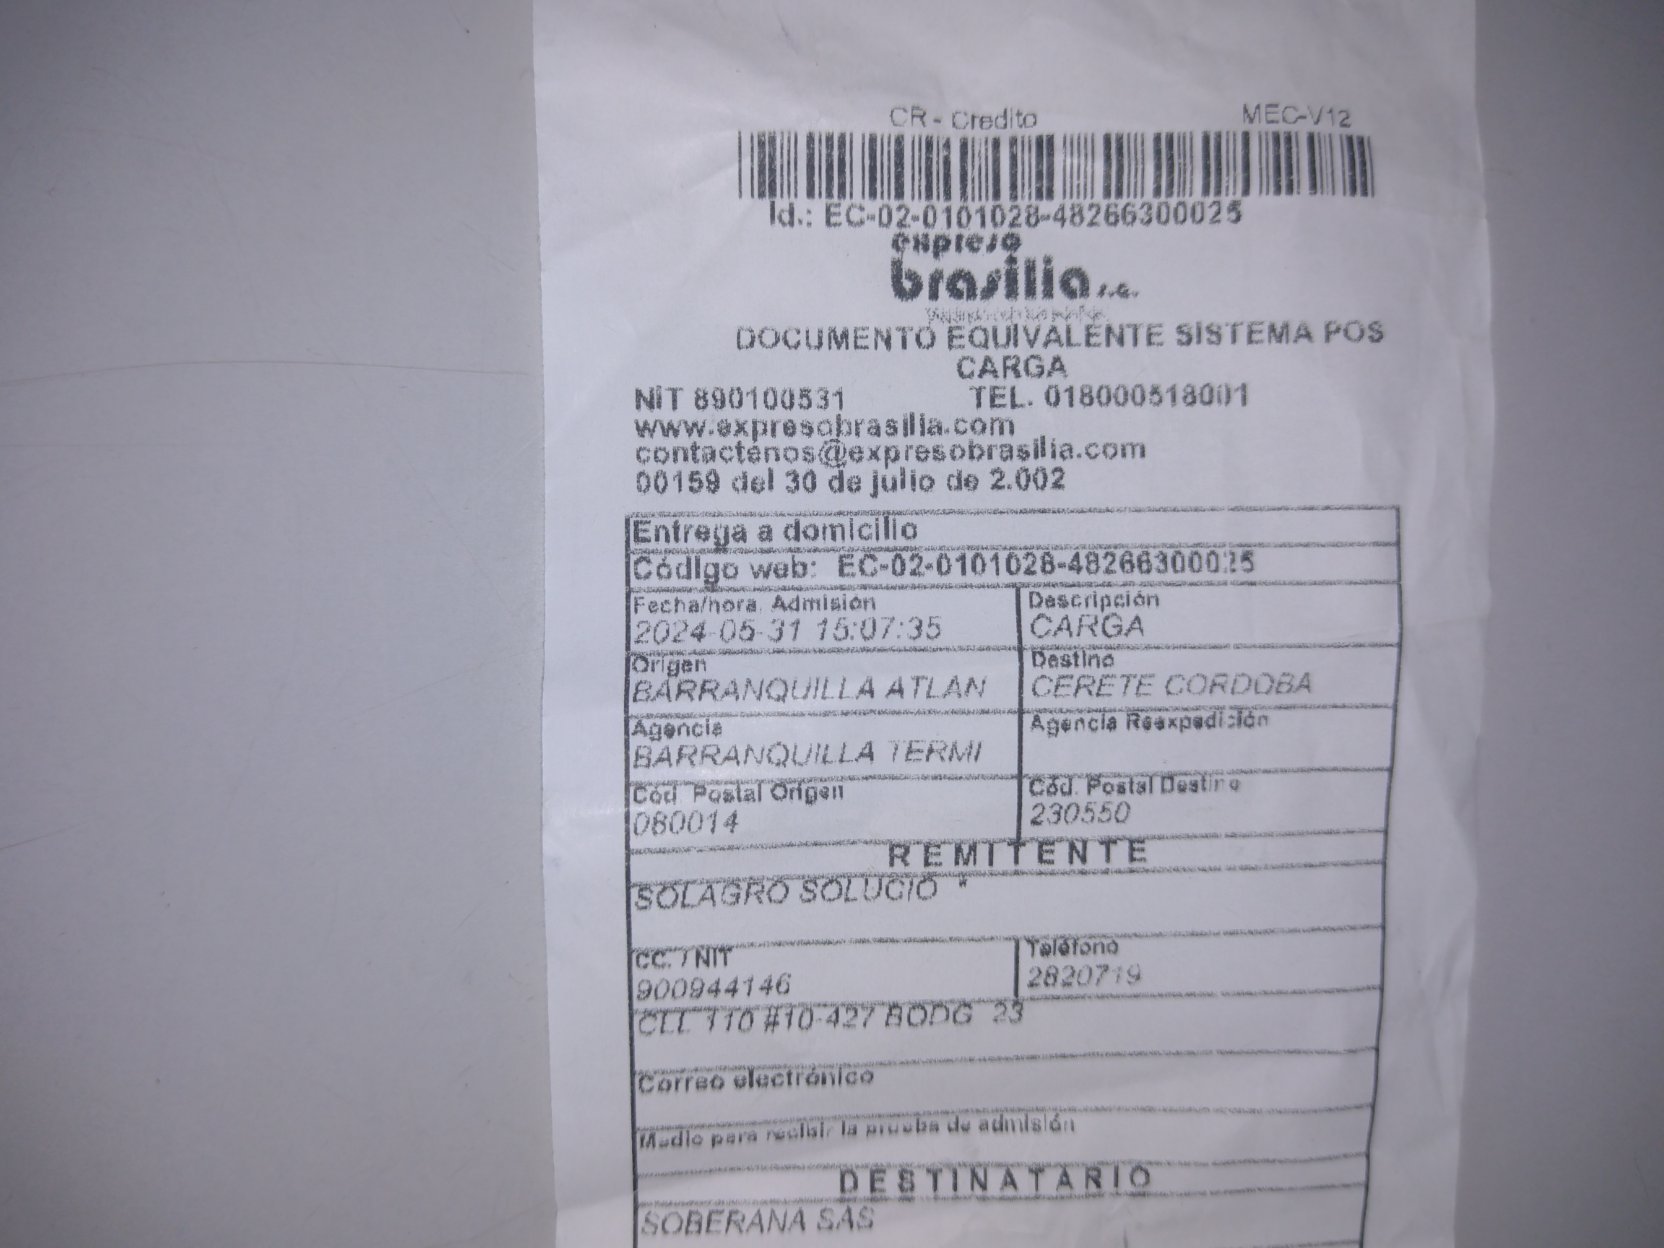 CR - Credito MEC-V12
Id.: EC-02-0101028-48266300025
expreso
brasilia s.a.
DOCUMENTO EQUIVALENTE SISTEMA POS
CARGA
NIT 890100531 TEL. 018000518001
www.expresobrasilia.com
contactenos@expresobrasilia.com
00159 del 30 de julio de 2.002
Entrega a domicilio
Código web: EC-02-0101028-48266300025
Fecha/hora Admisión Descripción
2024-05-31 15:07:35 CARGA
Origen Destino
BARRANQUILLA ATLAN CERETE CORDOBA
Agencia Agencia Reexpedición
BARRANQUILLA TERMI
Cód. Postal Origen Cód. Postal Destino
080014 230550
REMITENTE
SOLAGRO SOLUCIO *
CC. / NIT Teléfono
900944146 2820719
CLL 110 #10-427 BODG 23
Correo electrónico
Medio para recibir la prueba de admisión
DESTINATARIO
SOBERANA SAS